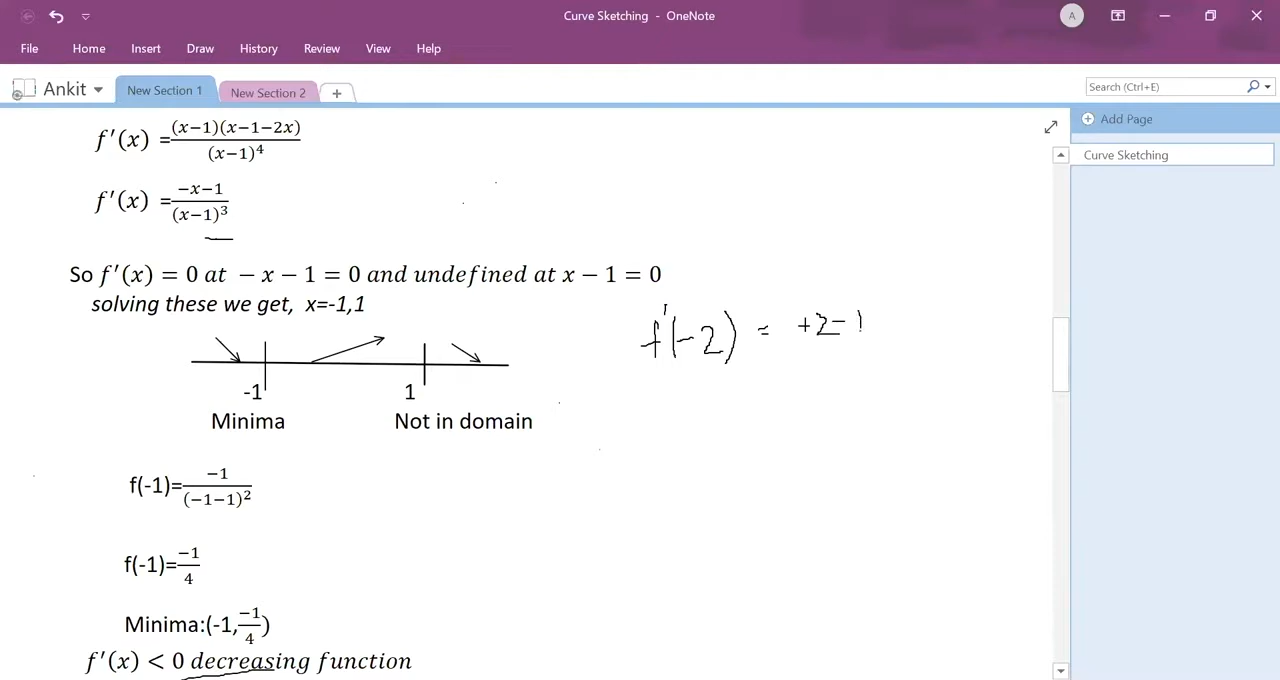 Curve Sketching - OneNote
A
File Home Insert Draw History Review View Help
Ankit New Section 1 New Section 2 +
Search (Ctrl+E)
Add Page
Curve Sketching
f′(x) =(x−1)(x−1−2x)/(x−1)⁴
f′(x) =−x−1/(x−1)³
So f′(x) = 0 at − x − 1 = 0 and undefined at x − 1 = 0
solving these we get, x=-1,1
f'(-2) = +2-1
-1 1
Minima Not in domain
f(-1)=−1/(−1−1)²
f(-1)=−1/4
Minima:(-1,−1/4)
f′(x) < 0 decreasing function